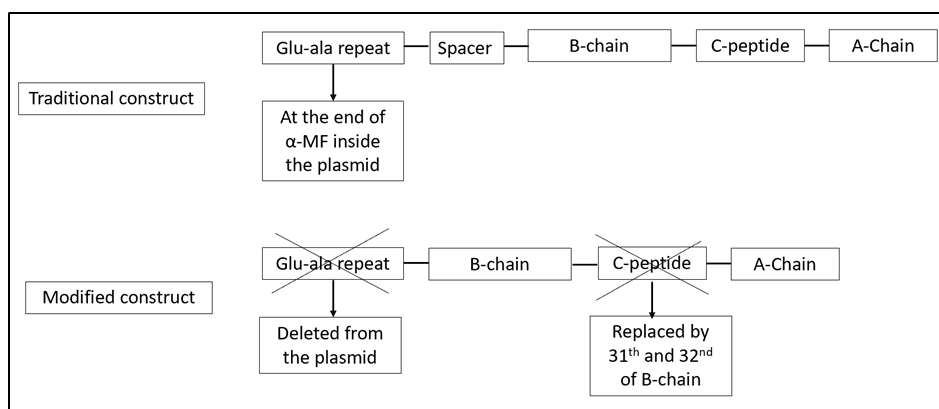 Glu-ala repeat
Spacer
B-chain
C-peptide
A-Chain
Traditional construct
At the end of
α-MF inside
the plasmid
Glu-ala repeat
B-chain
C-peptide
A-Chain
Modified construct
Deleted from
the plasmid
Replaced by
31th and 32nd
of B-chain